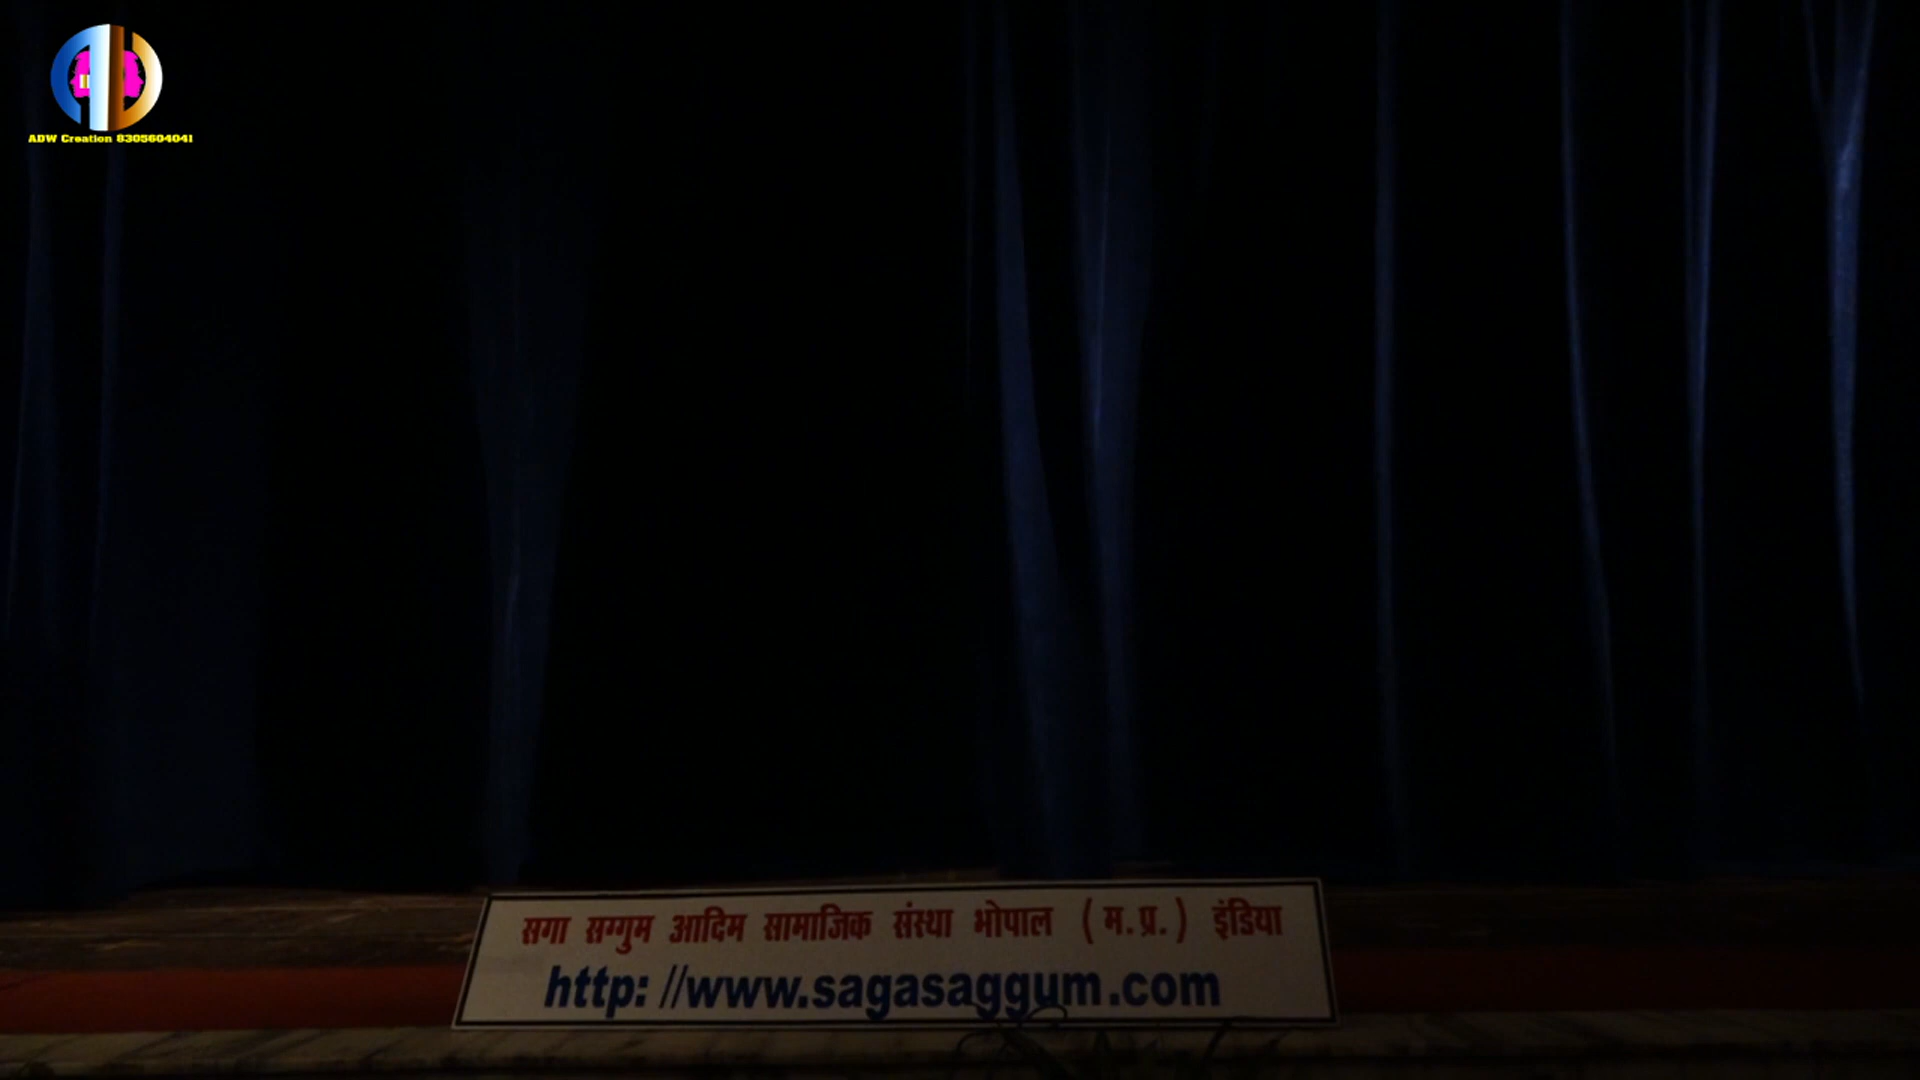 ADW Creation 8305604041
सगा सग्गुम आदिम सामाजिक संस्था भोपाल (म.प्र.) इंडिया
http: //www.sagasaggum.com